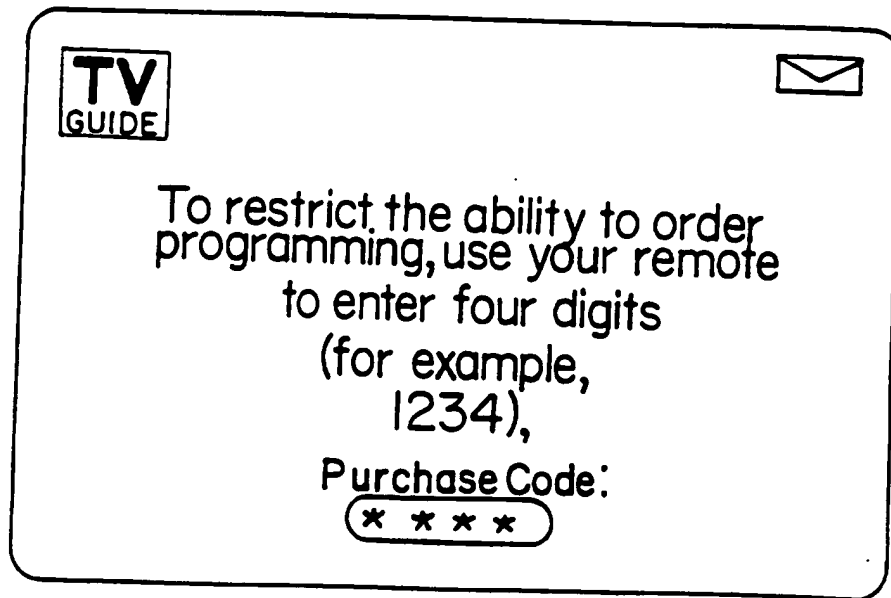 TV
GUIDE
To restrict the ability to order
programming, use your remote
to enter four digits
(for example,
1234),
Purchase Code:
* * * *